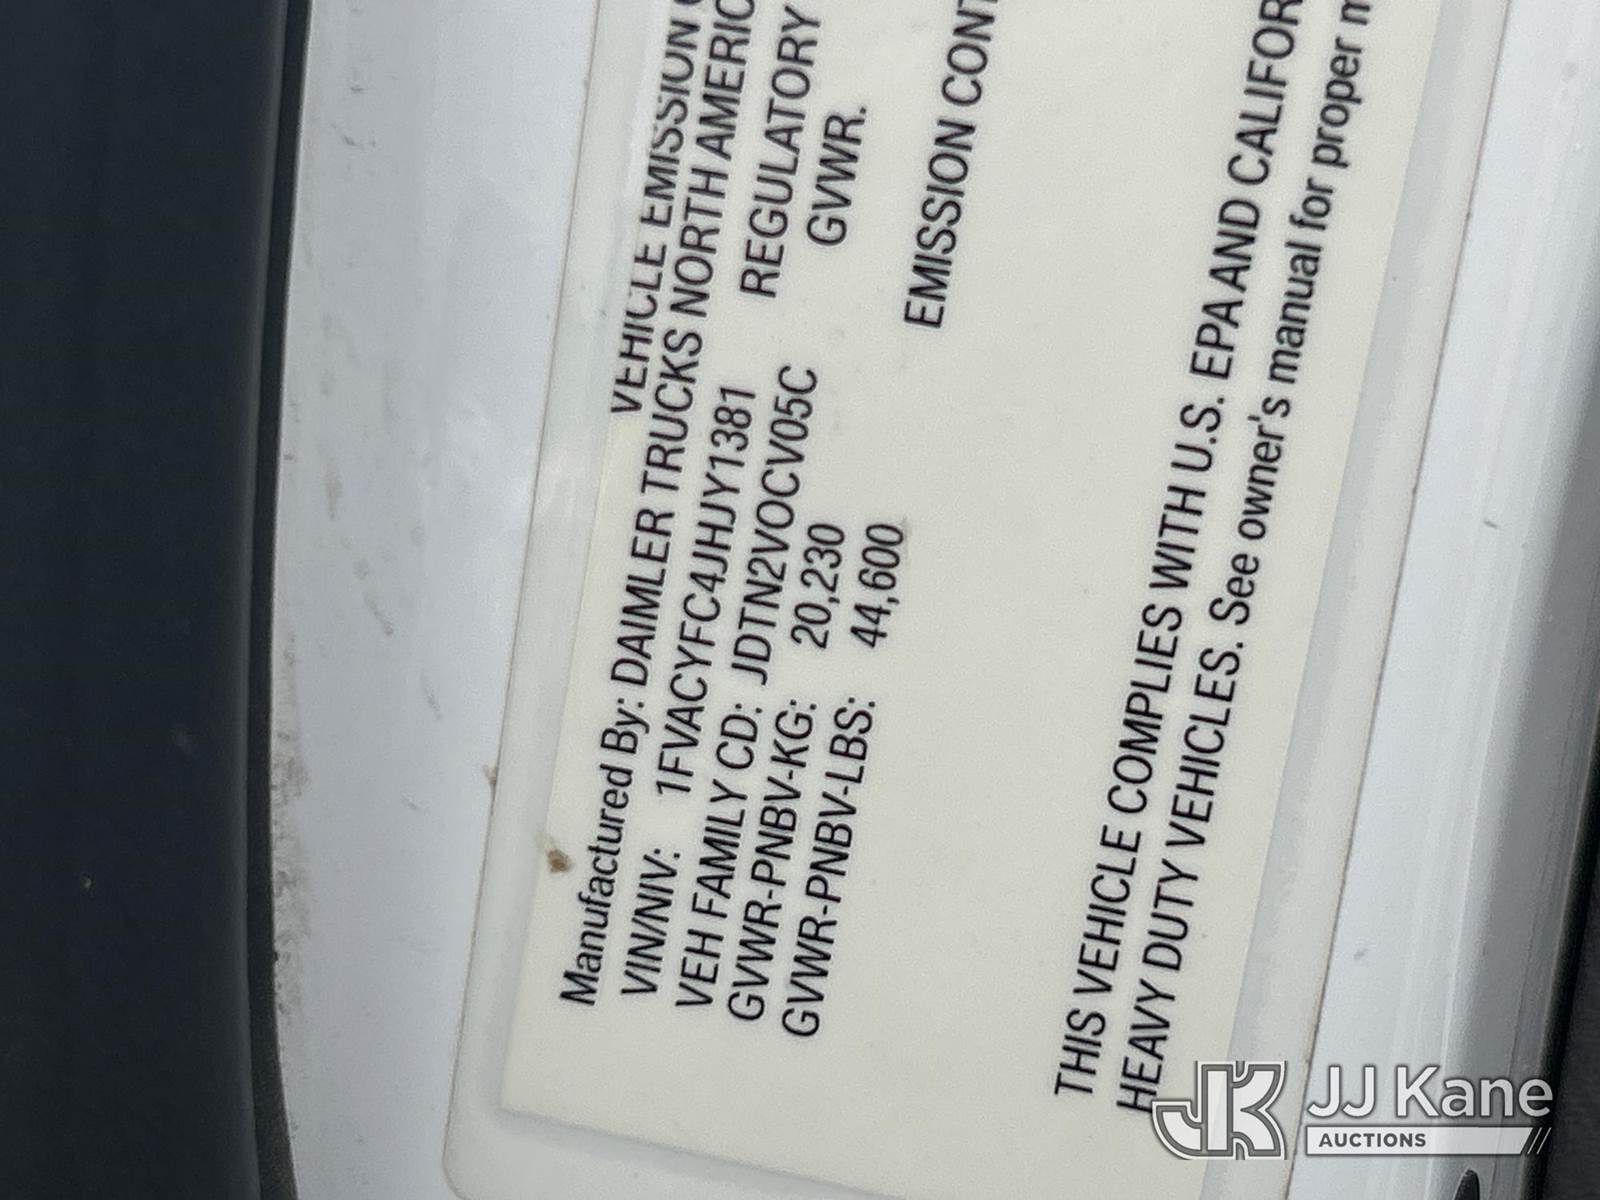 VEHICLE EMISSION
Manufactured By: DAIMLER TRUCKS NORTH AMERIC
VIN/NIV: 1FVACYFC4JHJY1381 REGULATORY
VEH FAMILY CD: JDTN2VOCV05C GVWR.
GVWR-PNBV-KG: 20,230
GVWR-PNBV-LBS: 44,600
EMISSION CONT
THIS VEHICLE COMPLIES WITH U.S. EPA AND CALIFOR
HEAVY DUTY VEHICLES. See owner's manual for proper m
JK JJ Kane
AUCTIONS